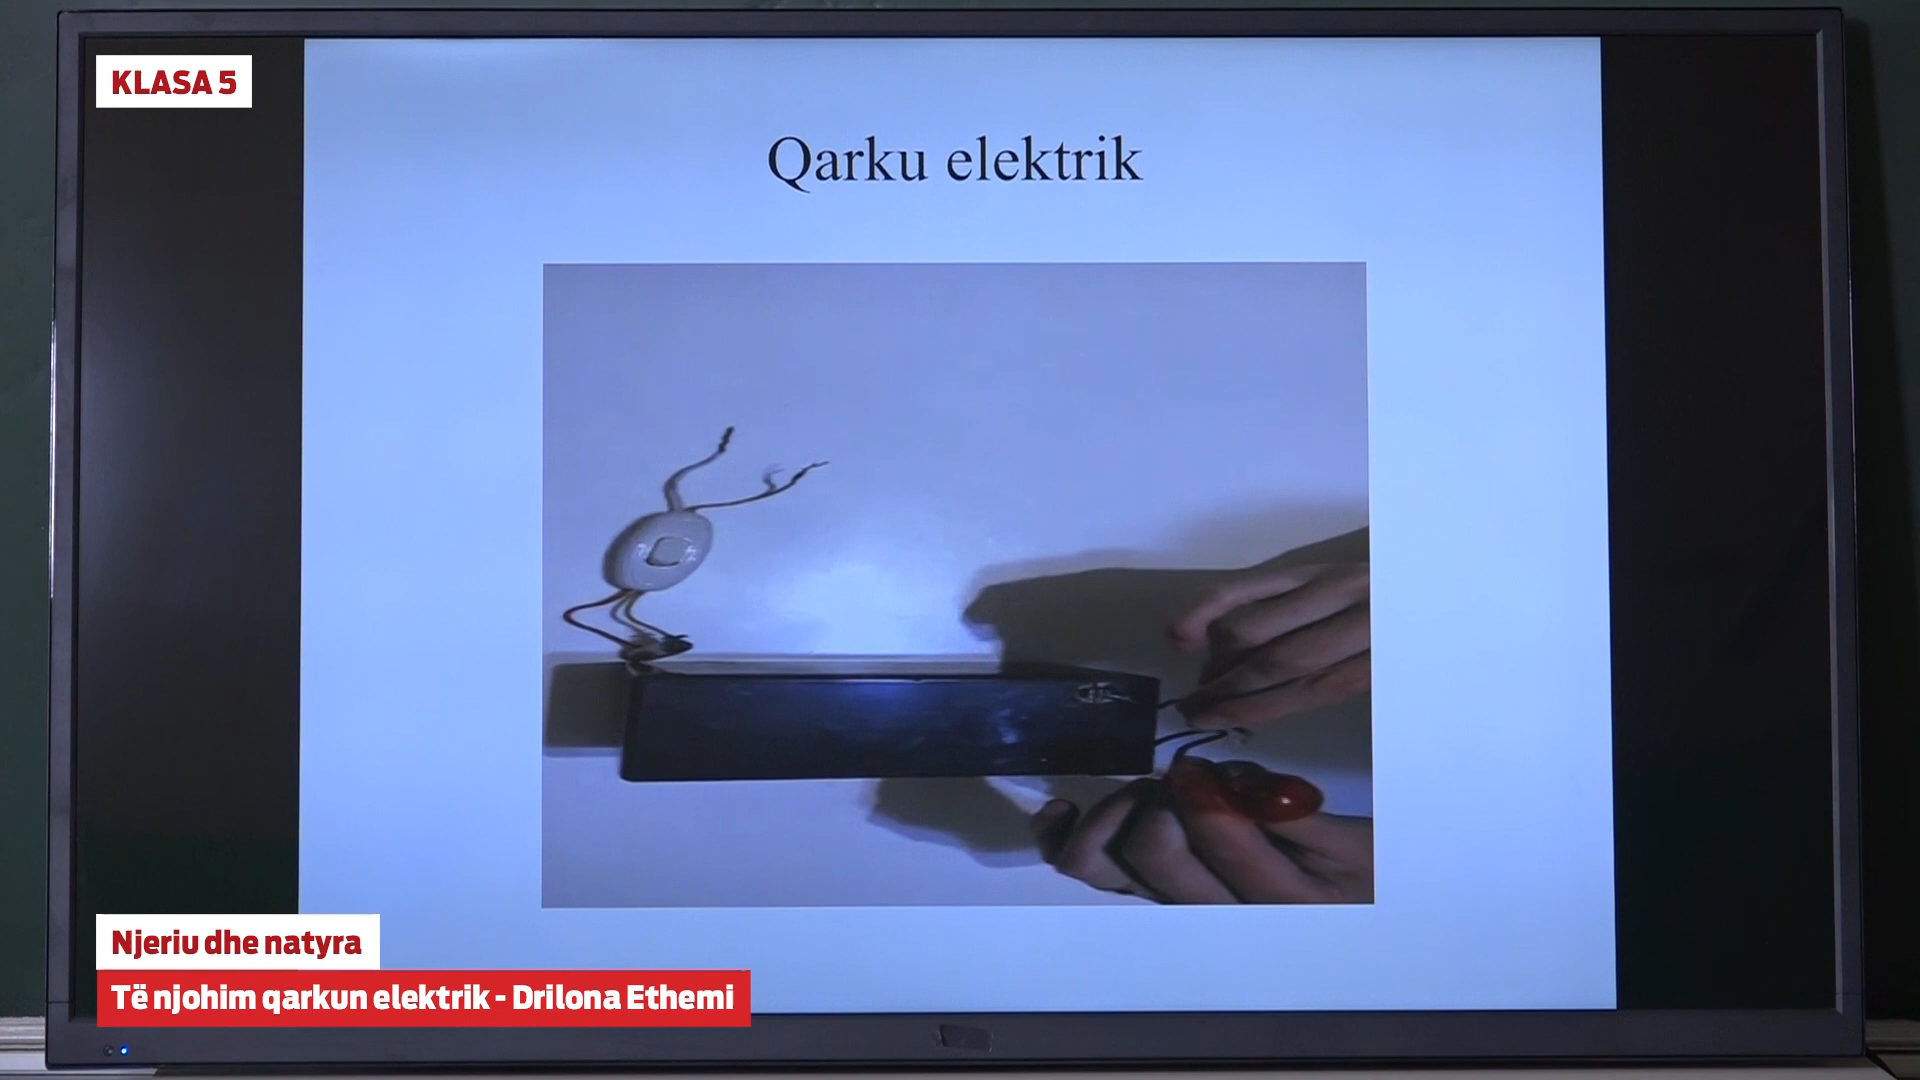 KLASA 5
Qarku elektrik
Njeriu dhe natyra
Të njohim qarkun elektrik - Drilona Ethemi